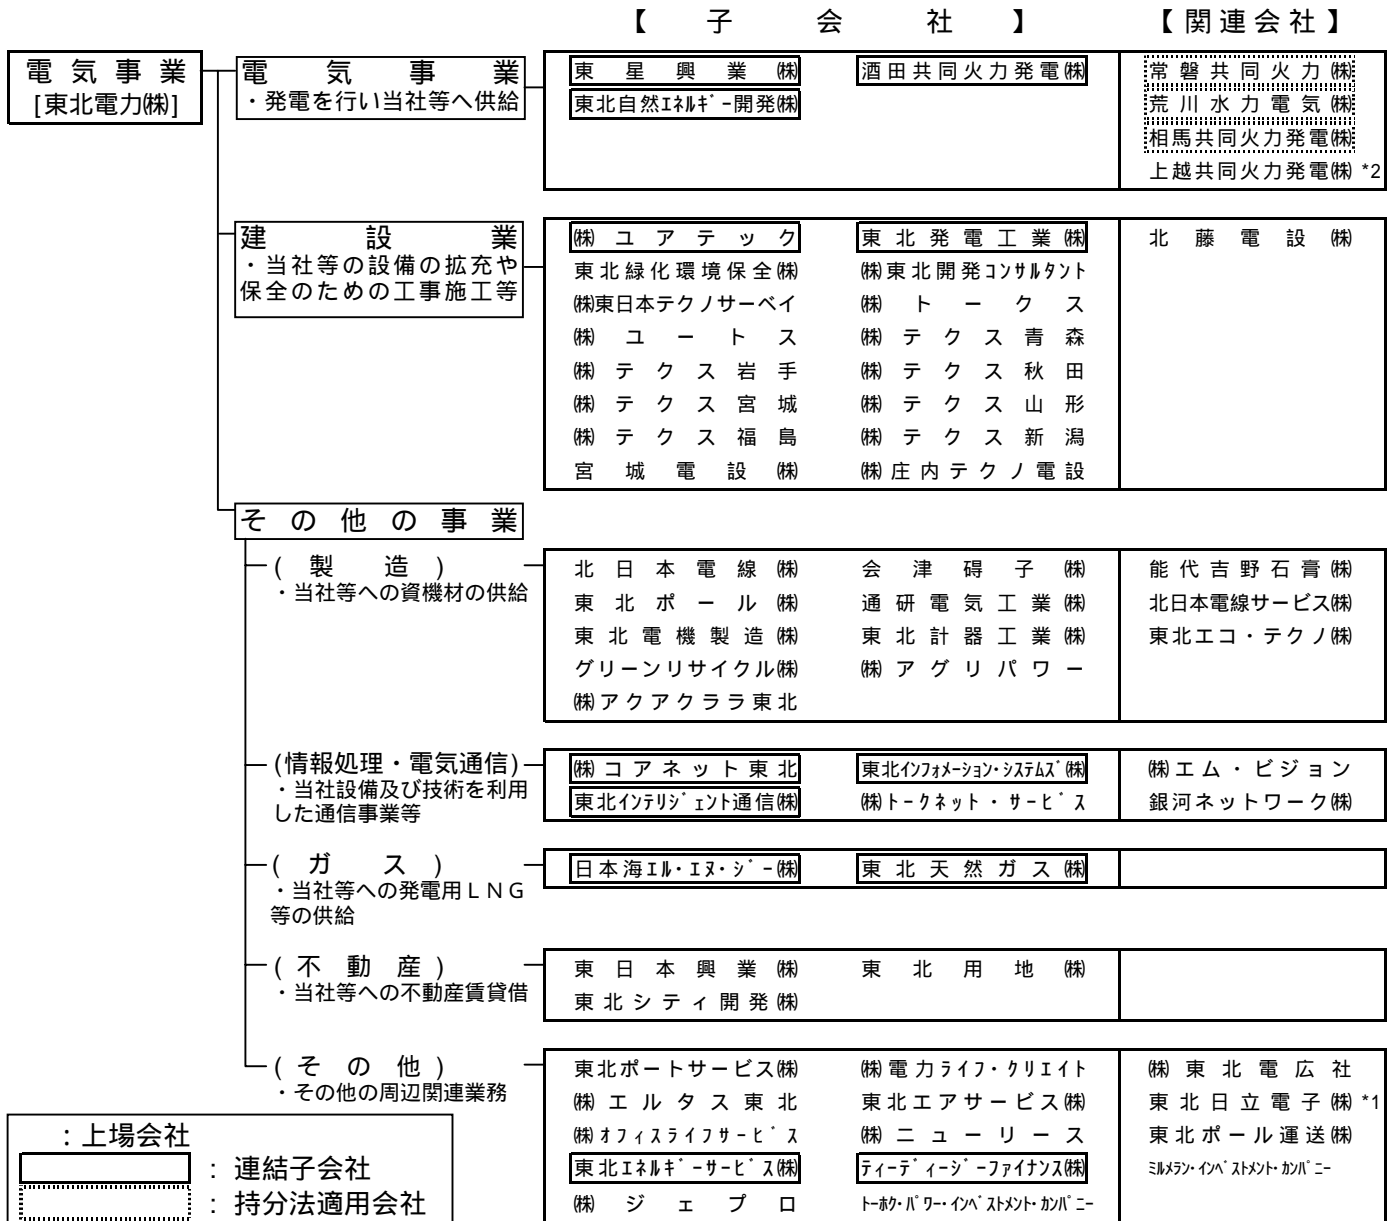 【子会社】 【関連会社】
電気事業
[東北電力㈱]
電気事業
・発電を行い当社等へ供給
東星興業㈱ 酒田共同火力発電㈱ 常磐共同火力㈱
東北自然ｴﾈﾙｷﾞｰ開発㈱ 荒川水力電気㈱
相馬共同火力発電㈱
上越共同火力発電㈱ *2
建設業
・当社等の設備の拡充や
保全のための工事施工等
㈱ユアテック 東北発電工業㈱ 北藤電設㈱
東北緑化環境保全㈱ ㈱東北開発ｺﾝｻﾙﾀﾝﾄ
㈱東日本テクノサーベイ ㈱トークス
㈱ユートス ㈱テクス青森
㈱テクス岩手 ㈱テクス秋田
㈱テクス宮城 ㈱テクス山形
㈱テクス福島 ㈱テクス新潟
宮城電設㈱ ㈱庄内テクノ電設
その他の事業
(製造)
・当社等への資機材の供給
北日本電線㈱ 会津碍子㈱ 能代吉野石膏㈱
東北ポール㈱ 通研電気工業㈱ 北日本電線サービス㈱
東北電機製造㈱ 東北計器工業㈱ 東北エコ・テクノ㈱
グリーンリサイクル㈱ ㈱アグリパワー
㈱アクアクララ東北
(情報処理・電気通信)
・当社設備及び技術を利用
した通信事業等
㈱コアネット東北 東北ｲﾝﾌｫﾒｰｼｮﾝ･ｼｽﾃﾑｽﾞ㈱ ㈱エム・ビジョン
東北ｲﾝﾃﾘｼﾞｪﾝﾄ通信㈱ ㈱ﾄｰｸﾈｯﾄ・ｻｰﾋﾞｽ 銀河ネットワーク㈱
(ガス)
・当社等への発電用ＬＮＧ
等の供給
日本海ｴﾙ･ｴﾇ･ｼﾞｰ㈱ 東北天然ガス㈱
(不動産)
・当社等への不動産賃貸借
東日本興業㈱ 東北用地㈱
東北シティ開発㈱
(その他)
・その他の周辺関連業務
東北ポートサービス㈱ ㈱電力ﾗｲﾌ･ｸﾘｴｲﾄ ㈱東北電広社
㈱エルタス東北 東北エアサービス㈱ 東北日立電子㈱ *1
㈱ｵﾌｨｽﾗｲﾌｻｰﾋﾞｽ ㈱ニューリース 東北ポール運送㈱
東北ｴﾈﾙｷﾞｰｻｰﾋﾞｽ㈱ ﾃｨｰﾃﾞｨｰｼﾞｰﾌｧｲﾅﾝｽ㈱ ﾐﾙﾒﾗﾝ･ｲﾝﾍﾞｽﾄﾒﾝﾄ･ｶﾝﾊﾟﾆｰ
㈱ジェプロ ﾄｰﾎｸ･ﾊﾟﾜｰ･ｲﾝﾍﾞｽﾄﾒﾝﾄ･ｶﾝﾊﾟﾆｰ
：上場会社
：連結子会社
：持分法適用会社